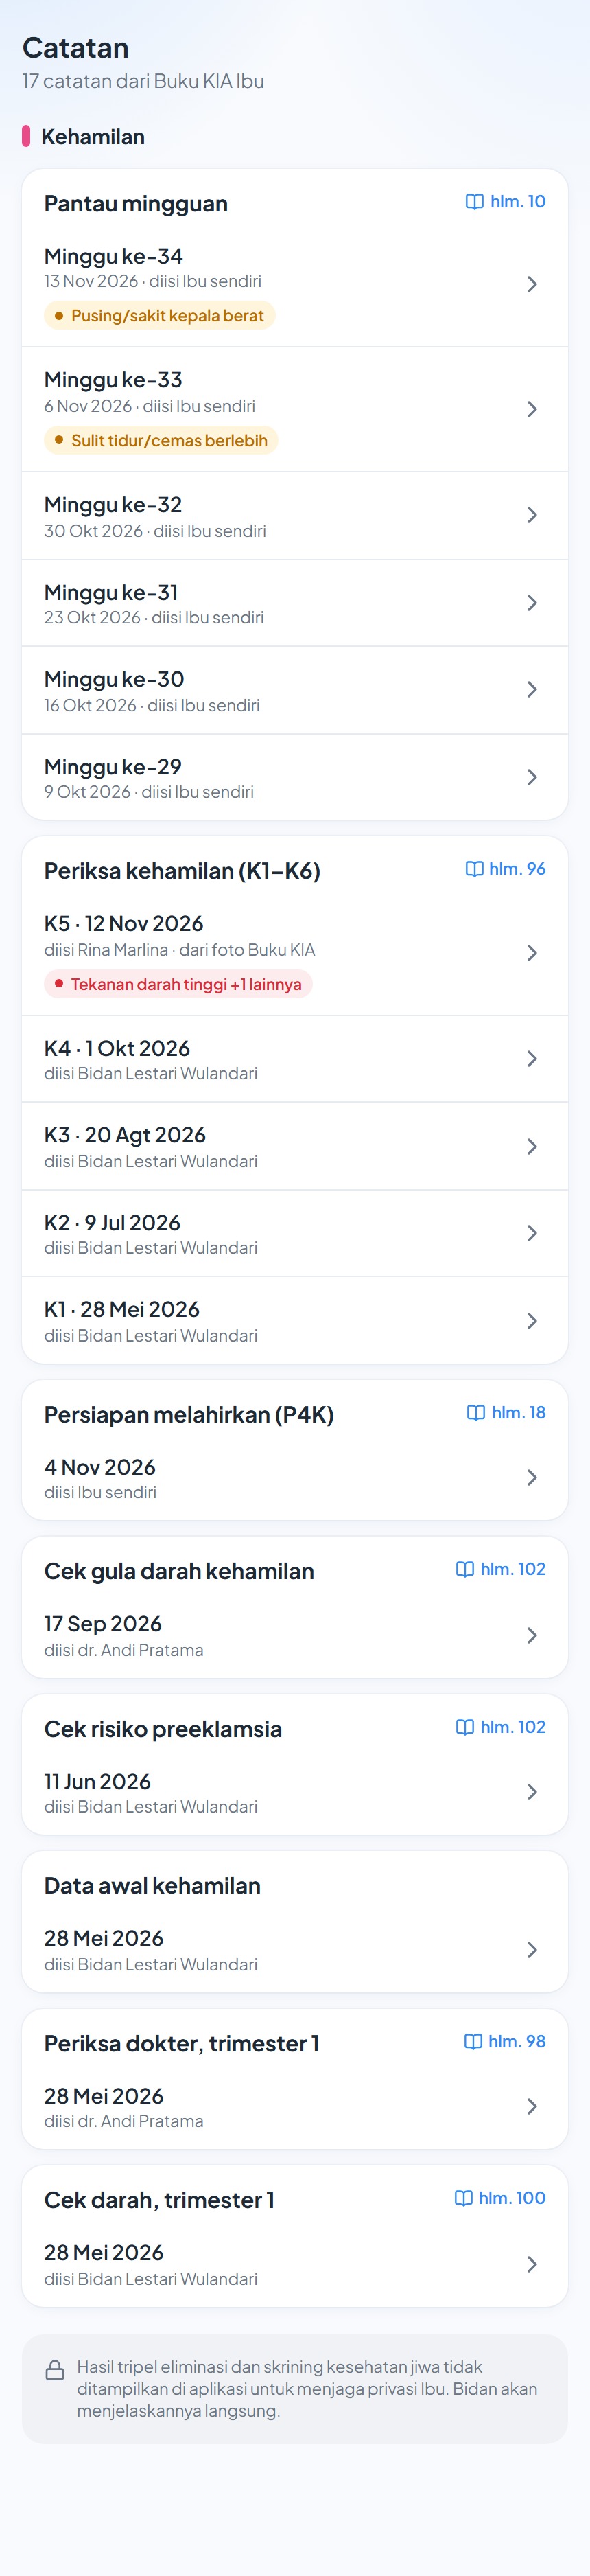 Catatan
17 catatan dari Buku KIA Ibu
Kehamilan
Pantau mingguan
hlm. 10
Minggu ke-34
13 Nov 2026 · diisi Ibu sendiri
Pusing/sakit kepala berat
Minggu ke-33
6 Nov 2026 · diisi Ibu sendiri
Sulit tidur/cemas berlebih
Minggu ke-32
30 Okt 2026 · diisi Ibu sendiri
Minggu ke-31
23 Okt 2026 · diisi Ibu sendiri
Minggu ke-30
16 Okt 2026 · diisi Ibu sendiri
Minggu ke-29
9 Okt 2026 · diisi Ibu sendiri
Periksa kehamilan (K1–K6)
hlm. 96
K5 · 12 Nov 2026
diisi Rina Marlina · dari foto Buku KIA
Tekanan darah tinggi +1 lainnya
K4 · 1 Okt 2026
diisi Bidan Lestari Wulandari
K3 · 20 Agt 2026
diisi Bidan Lestari Wulandari
K2 · 9 Jul 2026
diisi Bidan Lestari Wulandari
K1 · 28 Mei 2026
diisi Bidan Lestari Wulandari
Persiapan melahirkan (P4K)
hlm. 18
4 Nov 2026
diisi Ibu sendiri
Cek gula darah kehamilan
hlm. 102
17 Sep 2026
diisi dr. Andi Pratama
Cek risiko preeklamsia
hlm. 102
11 Jun 2026
diisi Bidan Lestari Wulandari
Data awal kehamilan
28 Mei 2026
diisi Bidan Lestari Wulandari
Periksa dokter, trimester 1
hlm. 98
28 Mei 2026
diisi dr. Andi Pratama
Cek darah, trimester 1
hlm. 100
28 Mei 2026
diisi Bidan Lestari Wulandari
Hasil tripel eliminasi dan skrining kesehatan jiwa tidak
ditampilkan di aplikasi untuk menjaga privasi Ibu. Bidan akan
menjelaskannya langsung.